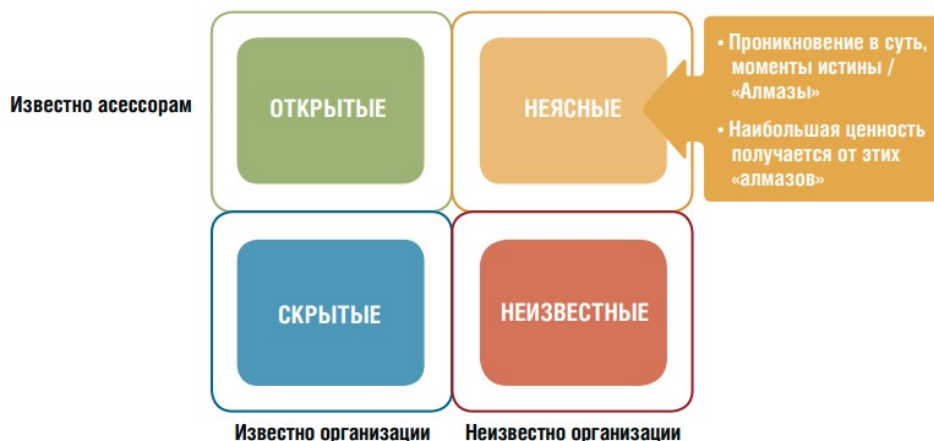 Известно асессорам
ОТКРЫТЫЕ
НЕЯСНЫЕ
• Проникновение в суть,
моменты истины /
«Алмазы»
• Наибольшая ценность
получается от этих
«алмазов»
СКРЫТЫЕ
НЕИЗВЕСТНЫЕ
Известно организации
Неизвестно организации